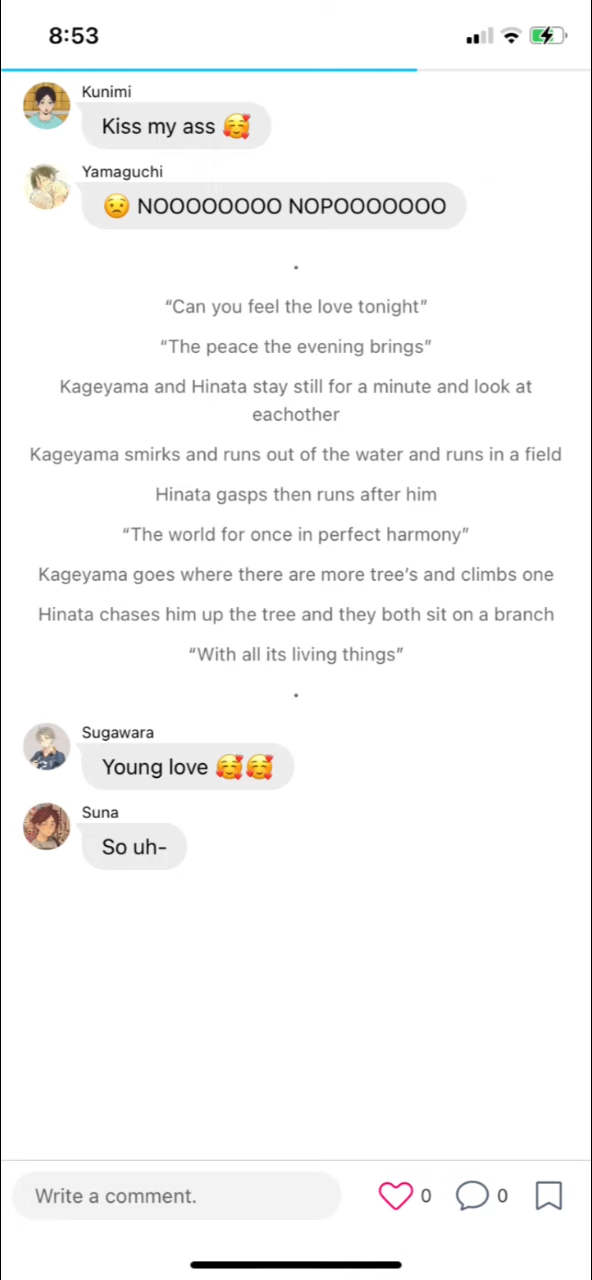 8:53
Kunimi
Kiss my ass 🥰
Yamaguchi
😟 NOOOOOOOO NOPOOOOOOO
.
“Can you feel the love tonight”
“The peace the evening brings”
Kageyama and Hinata stay still for a minute and look at
eachother
Kageyama smirks and runs out of the water and runs in a field
Hinata gasps then runs after him
“The world for once in perfect harmony”
Kageyama goes where there are more tree’s and climbs one
Hinata chases him up the tree and they both sit on a branch
“With all its living things”
.
Sugawara
Young love 🥰🥰
Suna
So uh-
Write a comment.
0
0